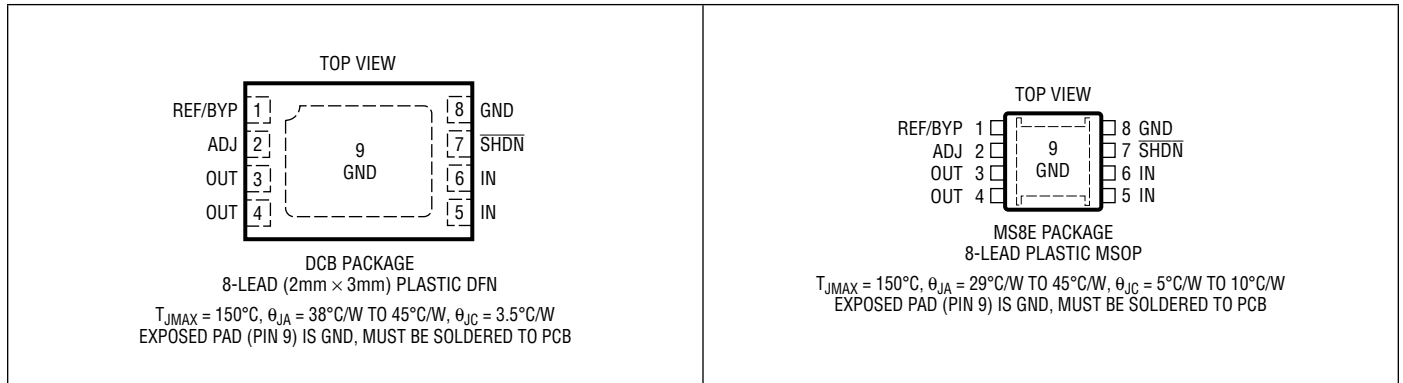 TOP VIEW
REF/BYP 1 8 GND
ADJ 2 7 SHDN
OUT 3 6 IN
OUT 4 5 IN
9
GND
DCB PACKAGE
8-LEAD (2mm × 3mm) PLASTIC DFN
TJMAX = 150°C, θJA = 38°C/W TO 45°C/W, θJC = 3.5°C/W
EXPOSED PAD (PIN 9) IS GND, MUST BE SOLDERED TO PCB
TOP VIEW
REF/BYP 1 8 GND
ADJ 2 7 SHDN
OUT 3 6 IN
OUT 4 5 IN
9
GND
MS8E PACKAGE
8-LEAD PLASTIC MSOP
TJMAX = 150°C, θJA = 29°C/W TO 45°C/W, θJC = 5°C/W TO 10°C/W
EXPOSED PAD (PIN 9) IS GND, MUST BE SOLDERED TO PCB